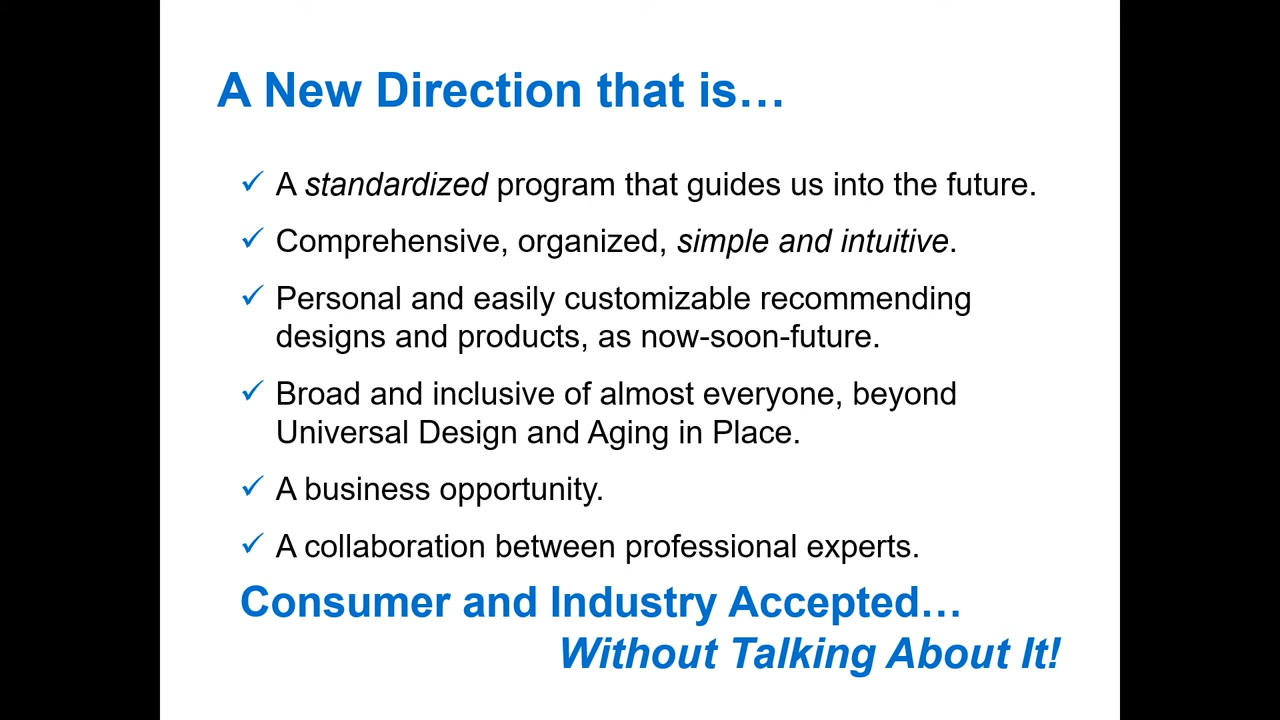 A New Direction that is…
✓ A standardized program that guides us into the future.
✓ Comprehensive, organized, simple and intuitive.
✓ Personal and easily customizable recommending
designs and products, as now-soon-future.
✓ Broad and inclusive of almost everyone, beyond
Universal Design and Aging in Place.
✓ A business opportunity.
✓ A collaboration between professional experts.
Consumer and Industry Accepted…
Without Talking About It!